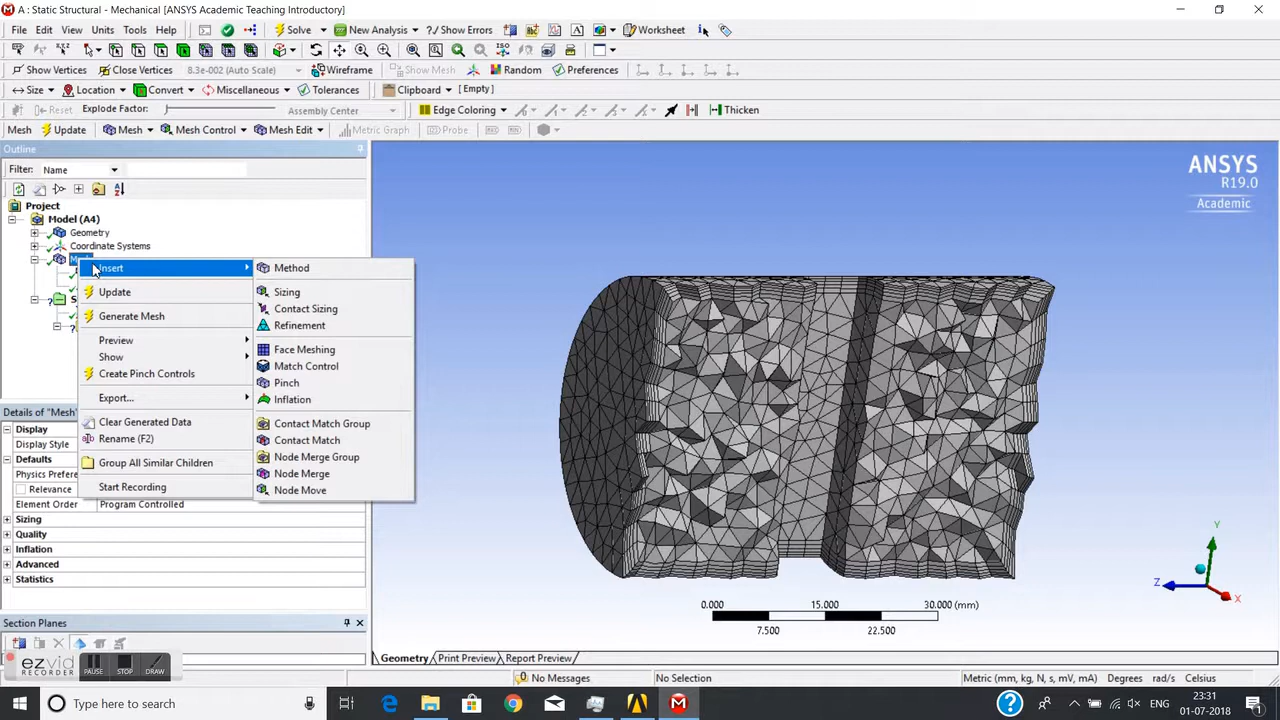 A : Static Structural - Mechanical [ANSYS Academic Teaching Introductory]
File Edit View Units Tools Help Solve New Analysis Show Errors Worksheet
Show Vertices Close Vertices 8.3e-002 (Auto Scale) Wireframe Show Mesh Random Preferences
Size Location Convert Miscellaneous Tolerances Clipboard [Empty]
Reset Explode Factor: Assembly Center Edge Coloring Thicken
Mesh Update Mesh Mesh Control Mesh Edit Metric Graph Probe
Outline
Filter: Name
Project
Model (A4)
Geometry
Coordinate Systems
Insert
Update
Generate Mesh
Preview
Show
Create Pinch Controls
Export...
Clear Generated Data
Rename (F2)
Group All Similar Children
Start Recording
Method
Sizing
Contact Sizing
Refinement
Face Meshing
Match Control
Pinch
Inflation
Contact Match Group
Contact Match
Node Merge Group
Node Merge
Node Move
Details of "Mesh"
Display
Display Style
Defaults
Physics Prefere
Relevance
Element Order Program Controlled
Sizing
Quality
Inflation
Advanced
Statistics
Section Planes
ezvid
RECORDER
PAUSE
STOP
DRAW
ANSYS
R19.0
Academic
Y
Z
X
0.000 15.000 30.000 (mm)
7.500 22.500
Geometry Print Preview Report Preview
0 No Messages No Selection Metric (mm, kg, N, s, mV, mA) Degrees rad/s Celsius
Type here to search
ENG
23:31
01-07-2018